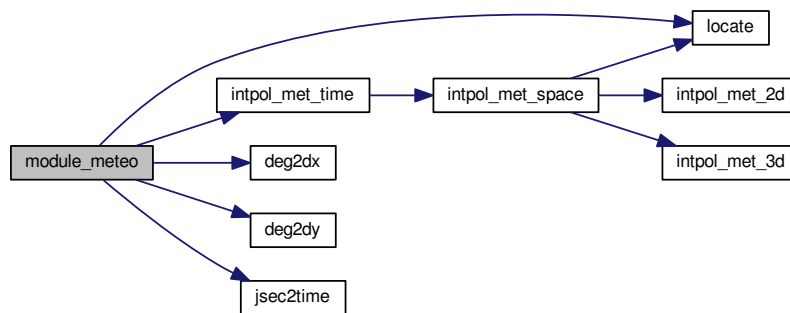 locate
intpol_met_time
intpol_met_space
intpol_met_2d
module_meteo
deg2dx
intpol_met_3d
deg2dy
jsec2time